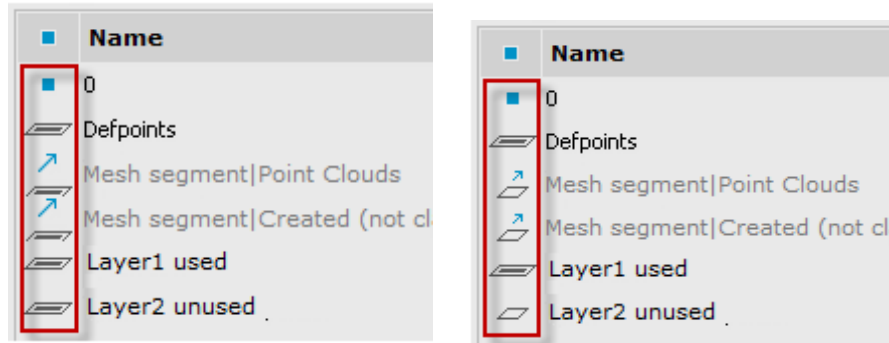 Name
0
Defpoints
Mesh segment|Point Clouds
Mesh segment|Created (not cl
Layer1 used
Layer2 unused .
Name
0
Defpoints
Mesh segment|Point Clouds
Mesh segment|Created (not cl
Layer1 used
Layer2 unused .